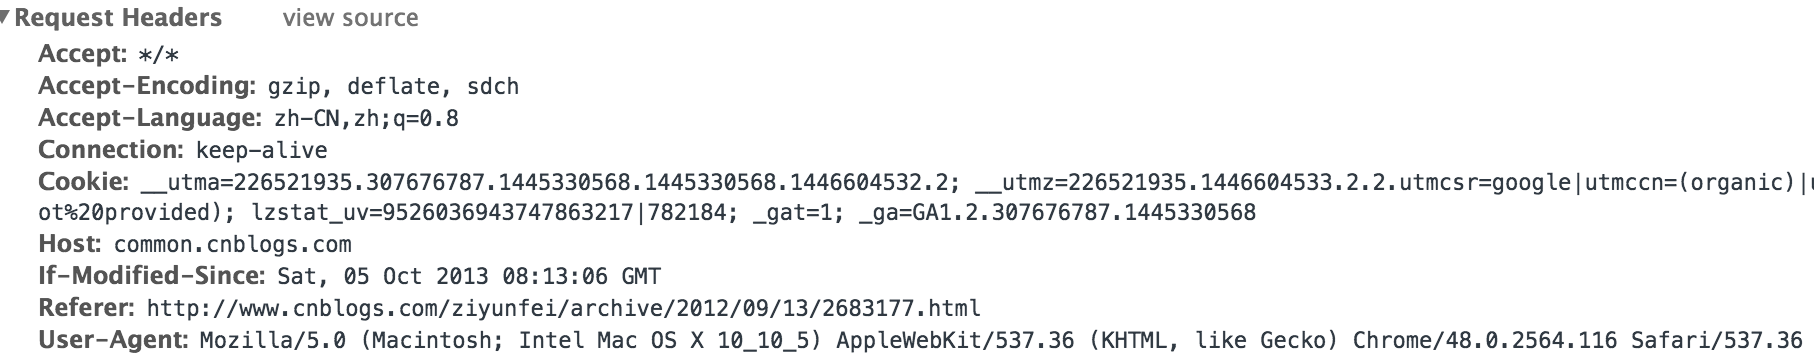 Request Headers view source
Accept: */*
Accept-Encoding: gzip, deflate, sdch
Accept-Language: zh-CN,zh;q=0.8
Connection: keep-alive
Cookie: __utma=226521935.307676787.1445330568.1445330568.1446604532.2; __utmz=226521935.1446604533.2.2.utmcsr=google|utmccn=(organic)|
ot%20provided); lzstat_uv=9526036943747863217|782184; _gat=1; _ga=GA1.2.307676787.1445330568
Host: common.cnblogs.com
If-Modified-Since: Sat, 05 Oct 2013 08:13:06 GMT
Referer: http://www.cnblogs.com/ziyunfei/archive/2012/09/13/2683177.html
User-Agent: Mozilla/5.0 (Macintosh; Intel Mac OS X 10_10_5) AppleWebKit/537.36 (KHTML, like Gecko) Chrome/48.0.2564.116 Safari/537.36